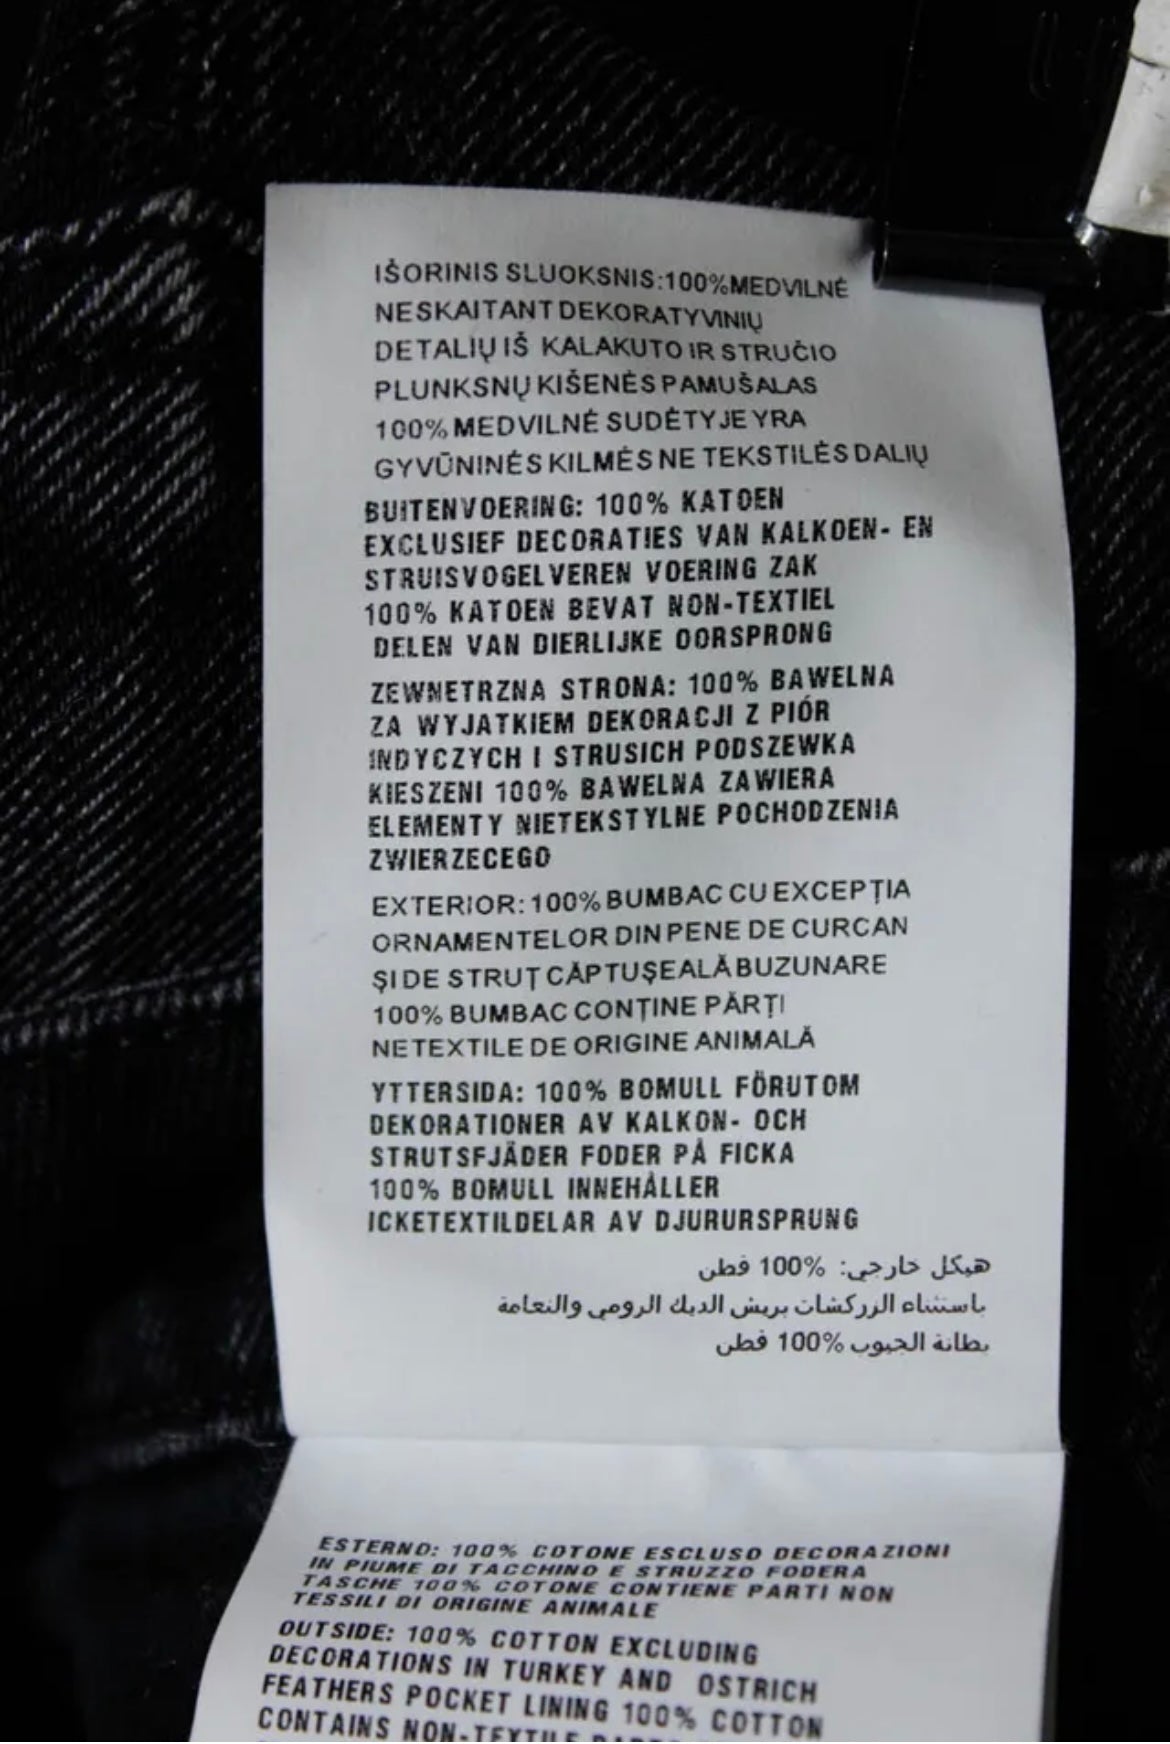 IŠORINIS SLUOKSNIS:100%MEDVILNĖ
NESKAITANT DEKORATYVINIŲ
DETALIŲ IŠ KALAKUTO IR STRUČIO
PLUNKSNŲ KIŠENĖS PAMUŠALAS
100% MEDVILNĖ SUDĖTYJE YRA
GYVŪNINĖS KILMĖS NE TEKSTILĖS DALIŲ
BUITENVOERING: 100% KATOEN
EXCLUSIEF DECORATIES VAN KALKOEN- EN
STRUISVOGELVEREN VOERING ZAK
100% KATOEN BEVAT NON-TEXTIEL
DELEN VAN DIERLIJKE OORSPRONG
ZEWNETRZNA STRONA: 100% BAWELNA
ZA WYJATKIEM DEKORACJI Z PIÓR
INDYCZYCH I STRUSICH PODSZEWKA
KIESZENI 100% BAWELNA ZAWIERA
ELEMENTY NIETEKSTYLNE POCHODZENIA
ZWIERZECEGO
EXTERIOR: 100% BUMBAC CU EXCEPȚIA
ORNAMENTELOR DIN PENE DE CURCAN
ȘI DE STRUȚ CĂPTUȘEALĂ BUZUNARE
100% BUMBAC CONȚINE PĂRȚI
NETEXTILE DE ORIGINE ANIMALĂ
YTTERSIDA: 100% BOMULL FÖRUTOM
DEKORATIONER AV KALKON- OCH
STRUTSFJÄDER FODER PÅ FICKA
100% BOMULL INNEHÅLLER
ICKETEXTILDELAR AV DJURURSPRUNG
هيكل خارجي: %100 قطن
باستثناء الزركشات بريش الديك الرومي والنعامة
بطانة الجيوب %100 قطن
ESTERNO: 100% COTONE ESCLUSO DECORAZIONI
IN PIUME DI TACCHINO E STRUZZO FODERA
TASCHE 100% COTONE CONTIENE PARTI NON
TESSILI DI ORIGINE ANIMALE
OUTSIDE: 100% COTTON EXCLUDING
DECORATIONS IN TURKEY AND OSTRICH
FEATHERS POCKET LINING 100% COTTON
CONTAINS NON-TEXTILE PARTS